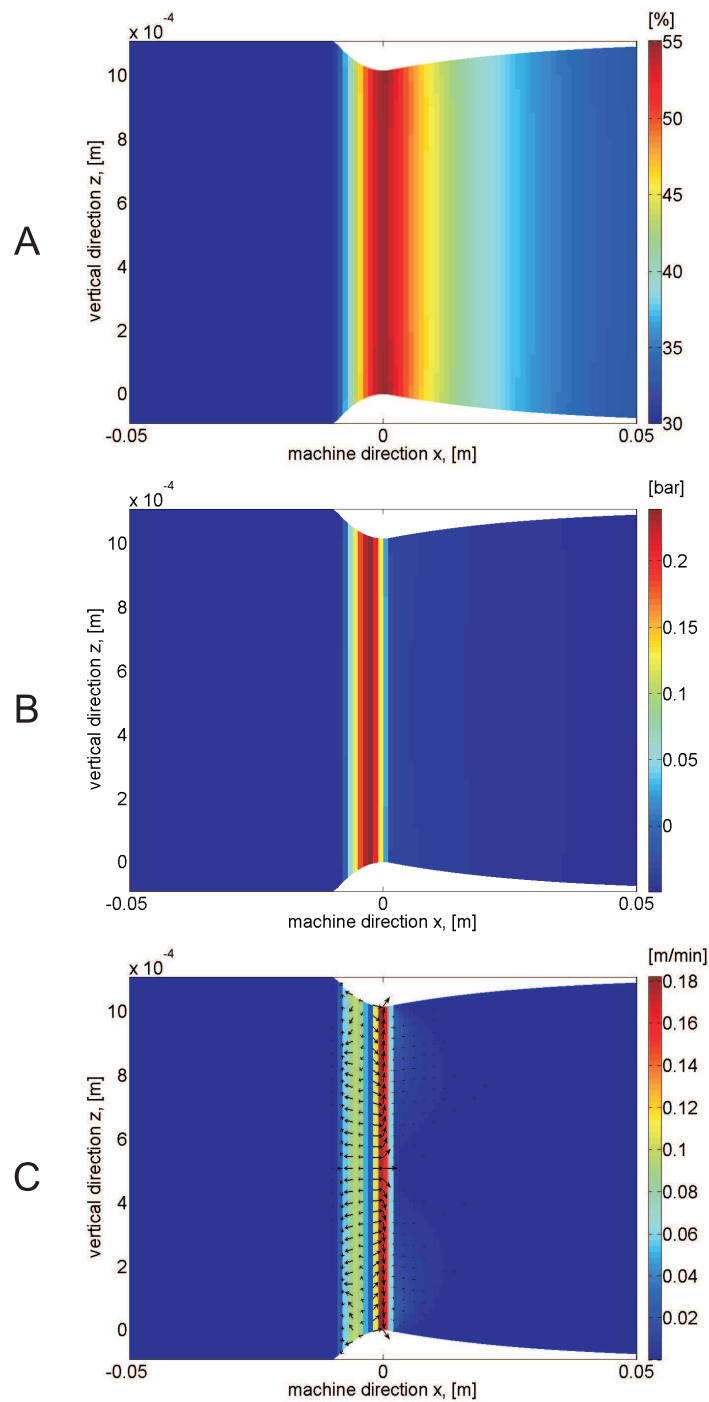 x 10⁻⁴ [%]
55
10
50
8
vertical direction z, [m]
45
6
A
40
4
2
35
0
30
-0.05 0 0.05
machine direction x, [m]
x 10⁻⁴ [bar]
10
0.2
8
0.15
vertical direction z, [m]
6
0.1
B
4
0.05
2
0
0
-0.05 0 0.05
machine direction x, [m]
x 10⁻⁴ [m/min]
0.18
10
0.16
8
0.14
vertical direction z, [m]
0.12
6
0.1
C
0.08
4
0.06
2
0.04
0.02
0
-0.05 0 0.05
machine direction x, [m]